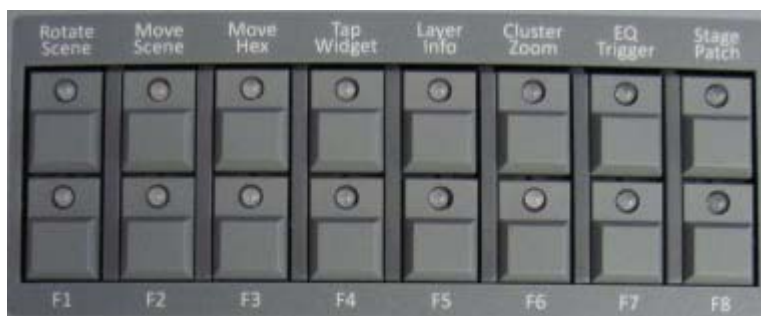 Rotate Scene
Move Scene
Move Hex
Tap Widget
Layer Info
Cluster Zoom
EQ Trigger
Stage Patch
F1 F2 F3 F4 F5 F6 F7 F8